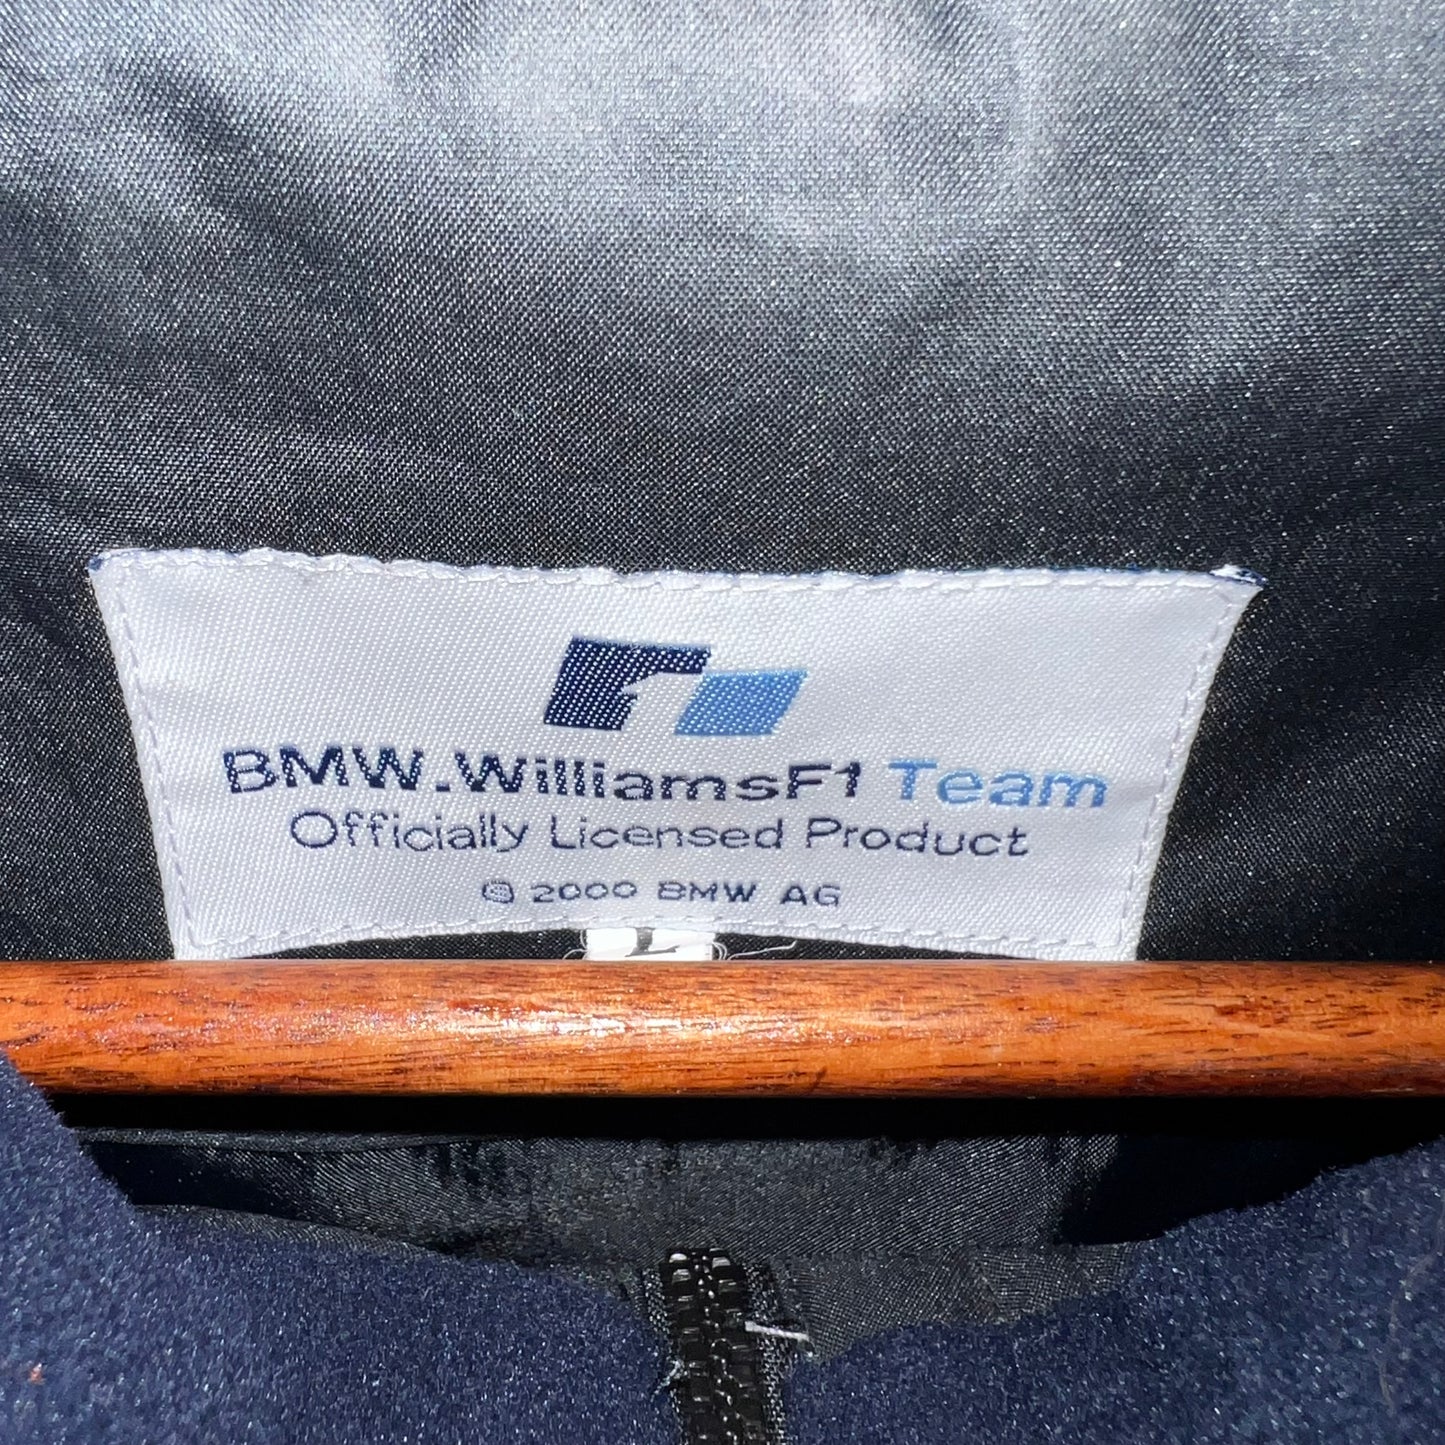 BMW.WilliamsF1 Team
Officially Licensed Product
© 2000 BMW AG